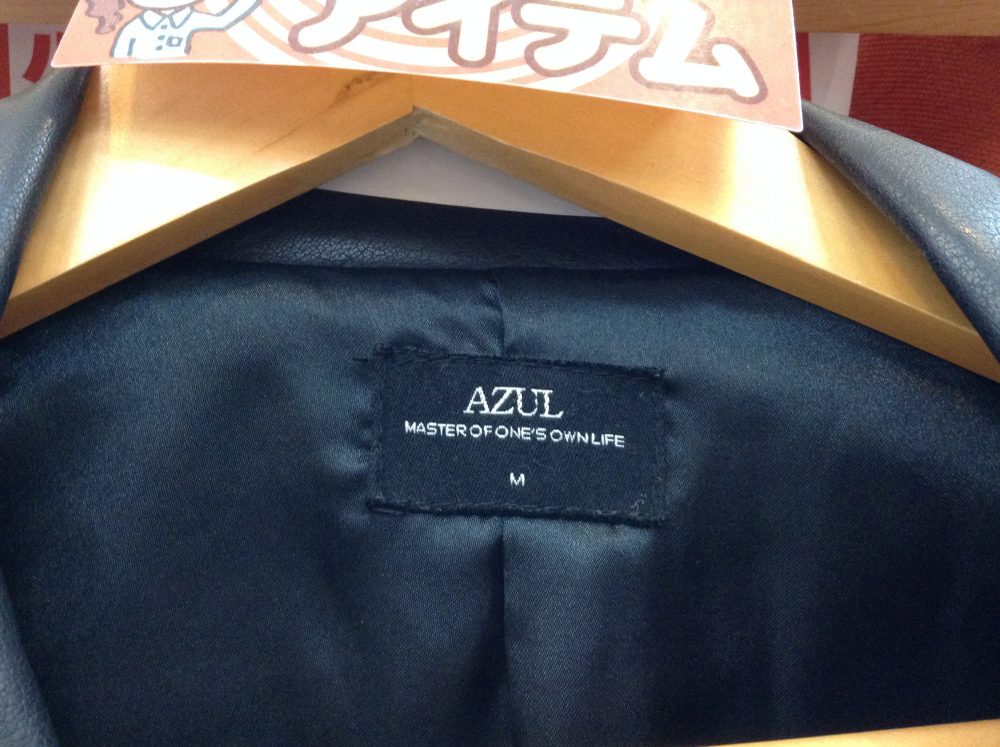 アイテム
AZUL
MASTER OF ONE'S OWN LIFE
M